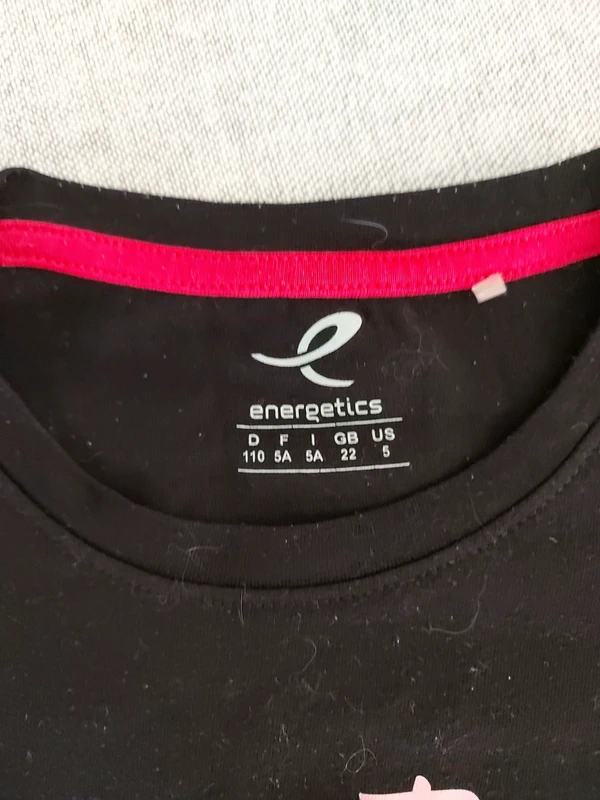 energetics
D F I GB US
110 5A 5A 22 5